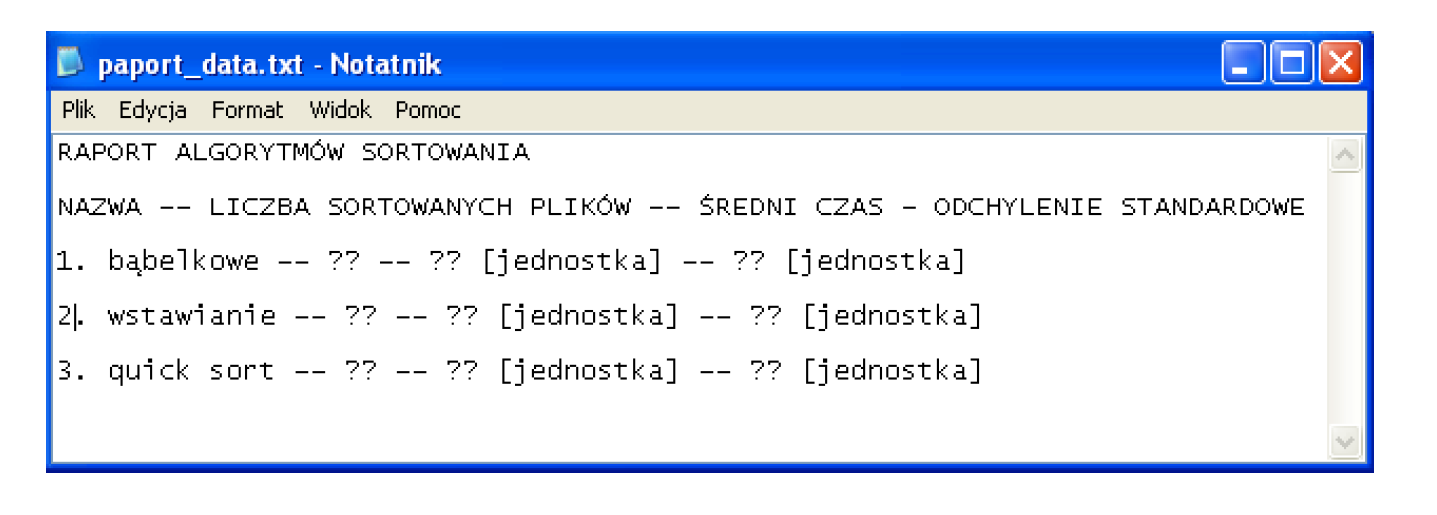 paport_data.txt - Notatnik
Plik Edycja Format Widok Pomoc
RAPORT ALGORYTMÓW SORTOWANIA
NAZWA -- LICZBA SORTOWANYCH PLIKÓW -- ŚREDNI CZAS – ODCHYLENIE STANDARDOWE
1. bąbelkowe -- ?? -- ?? [jednostka] -- ?? [jednostka]
2. wstawianie -- ?? -- ?? [jednostka] -- ?? [jednostka]
3. quick sort -- ?? -- ?? [jednostka] -- ?? [jednostka]